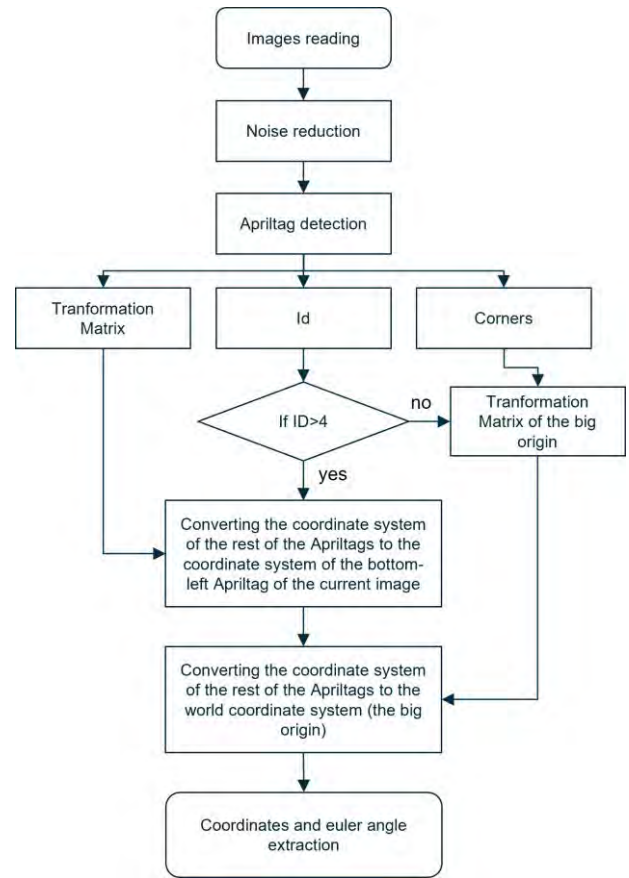 Images reading
Noise reduction
Apriltag detection
Tranformation
Matrix
Id
Corners
If ID>4
no
Tranformation
Matrix of the big
origin
yes
Converting the coordinate system
of the rest of the Apriltags to the
coordinate system of the bottom-
left Apriltag of the current image
Converting the coordinate system
of the rest of the Apriltags to the
world coordinate system (the big
origin)
Coordinates and euler angle
extraction